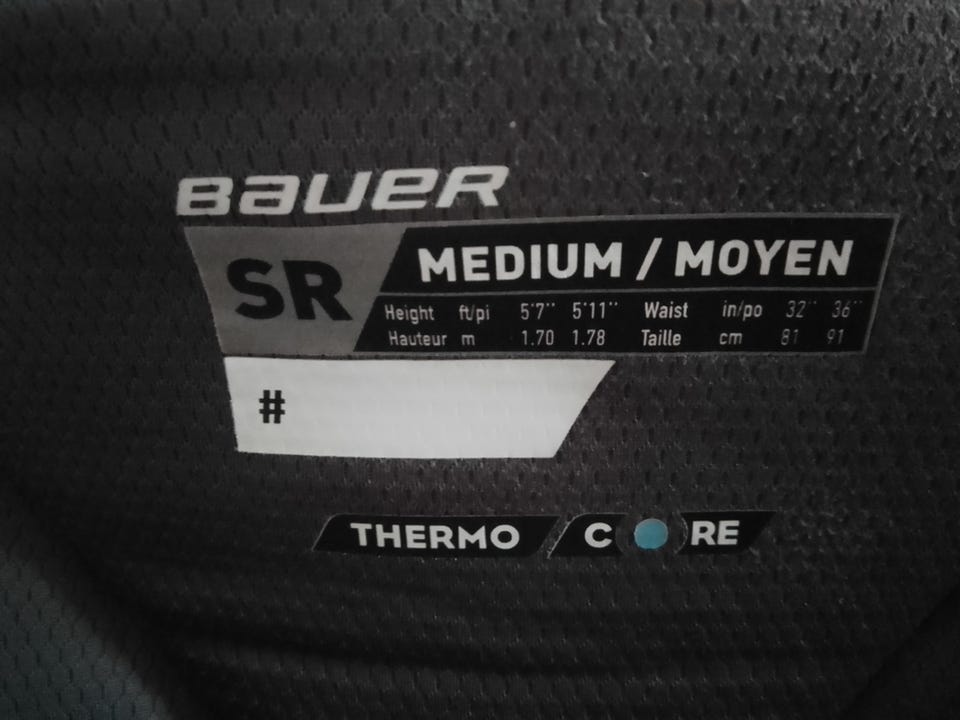 BAUER
SR
MEDIUM / MOYEN
Height ft/pi 5'7'' 5'11'' Waist in/po 32'' 36''
Hauteur m 1.70 1.78 Taille cm 81 91
#
THERMO CORE